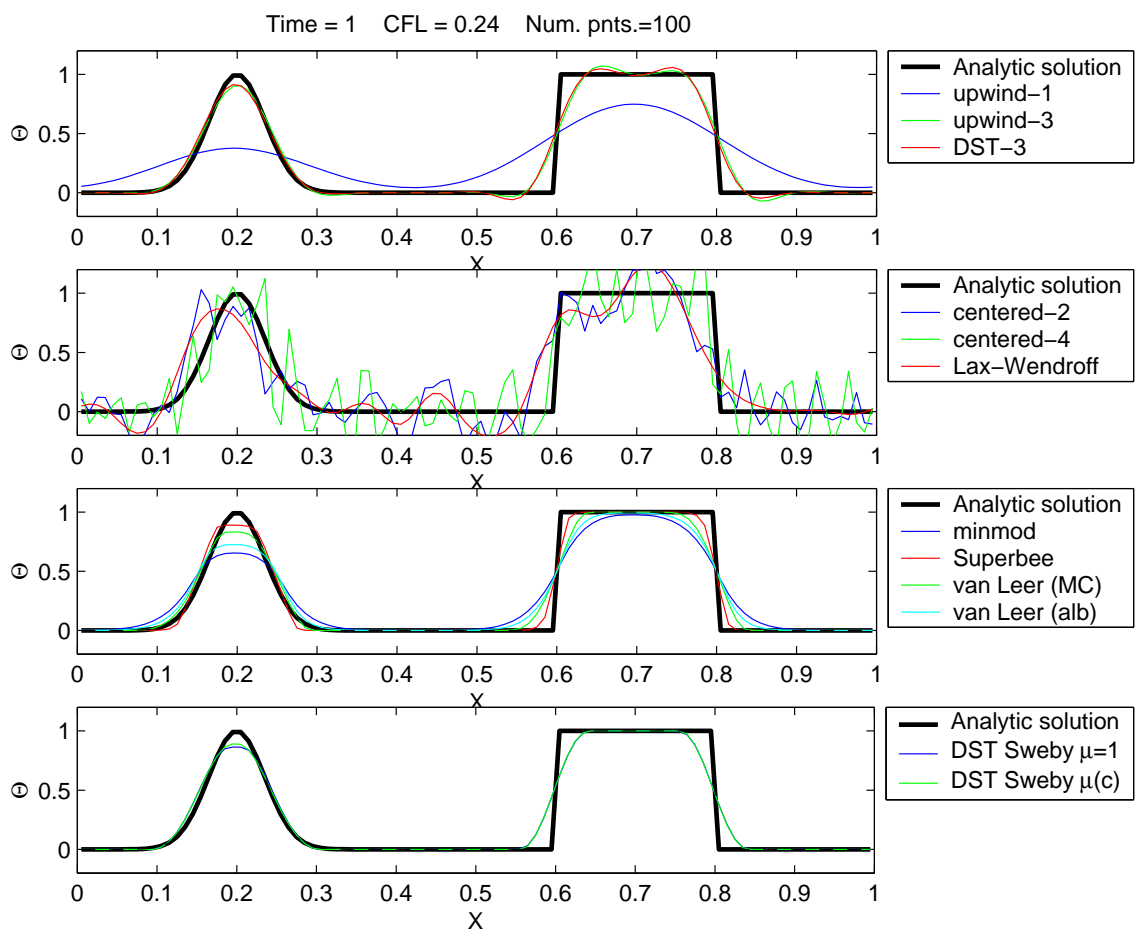 Time = 1 CFL = 0.24 Num. pnts.=100
Θ
1
0.5
0
0 0.1 0.2 0.3 0.4 0.5 0.6 0.7 0.8 0.9 1
X
Analytic solution
upwind−1
upwind−3
DST−3
Θ
1
0.5
0
0 0.1 0.2 0.3 0.4 0.5 0.6 0.7 0.8 0.9 1
X
Analytic solution
centered−2
centered−4
Lax−Wendroff
Θ
1
0.5
0
0 0.1 0.2 0.3 0.4 0.5 0.6 0.7 0.8 0.9 1
X
Analytic solution
minmod
Superbee
van Leer (MC)
van Leer (alb)
Θ
1
0.5
0
0 0.1 0.2 0.3 0.4 0.5 0.6 0.7 0.8 0.9 1
X
Analytic solution
DST Sweby μ=1
DST Sweby μ(c)